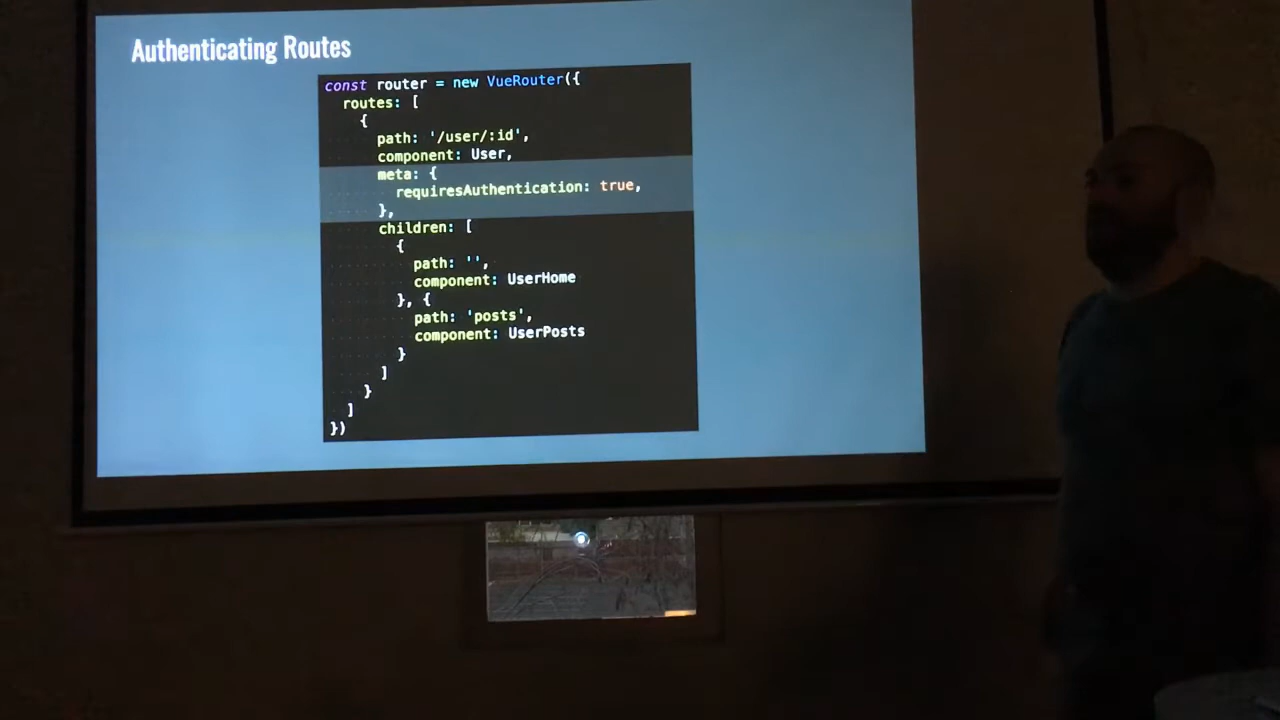 Authenticating Routes
const router = new VueRouter({
routes: [
{
path: '/user/:id',
component: User,
meta: {
requiresAuthentication: true,
},
children: [
{
path: '',
component: UserHome
}, {
path: 'posts',
component: UserPosts
}
]
}
]
})